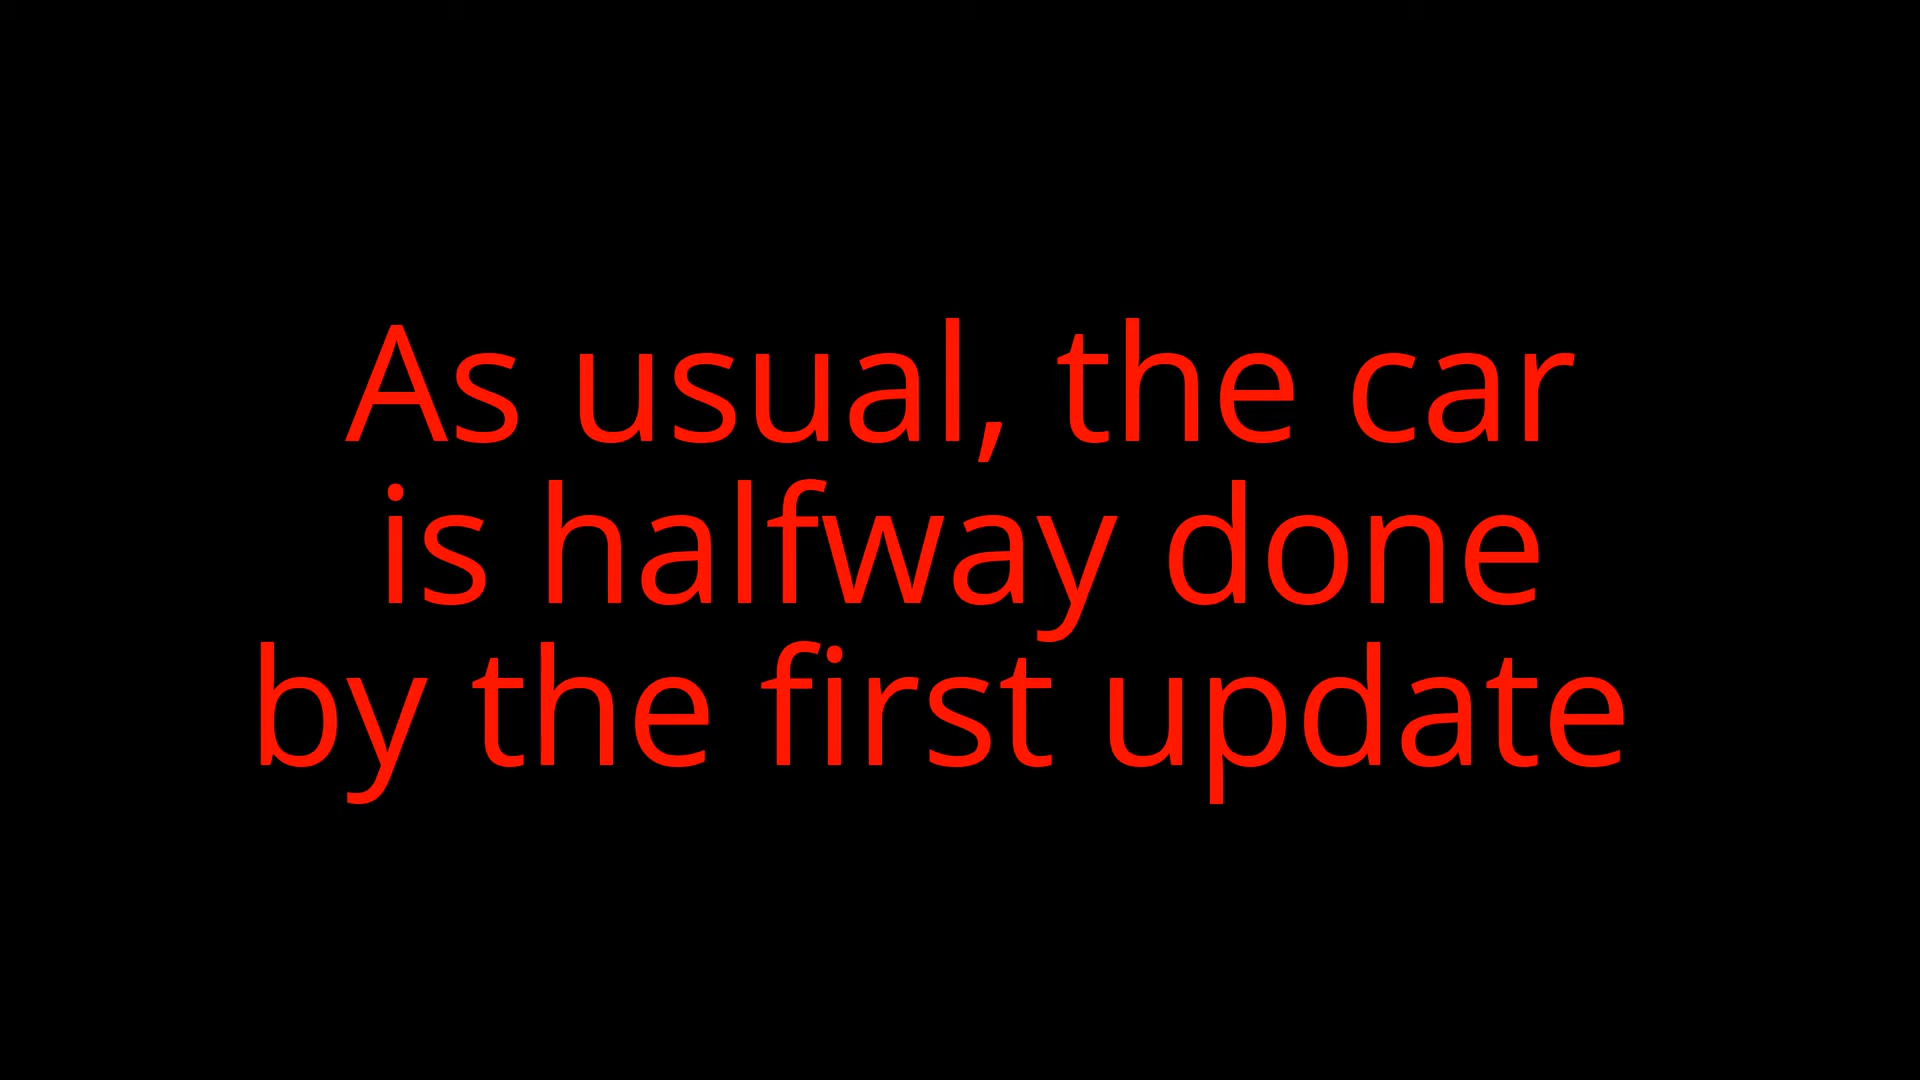 As usual, the car
is halfway done
by the first update